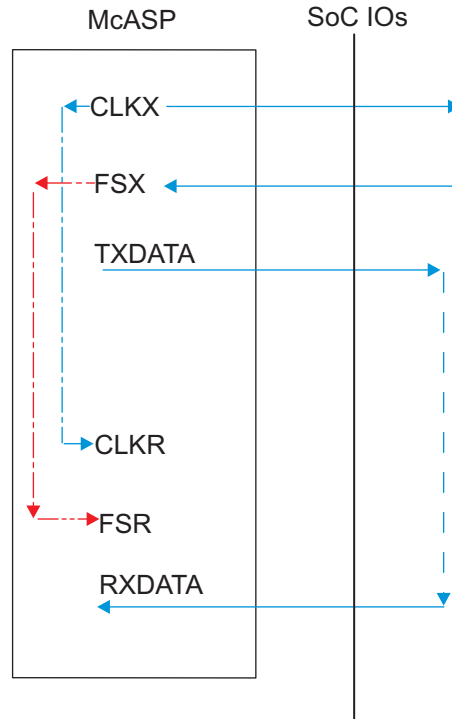 McASP
SoC IOs
CLKX
FSX
TXDATA
CLKR
FSR
RXDATA